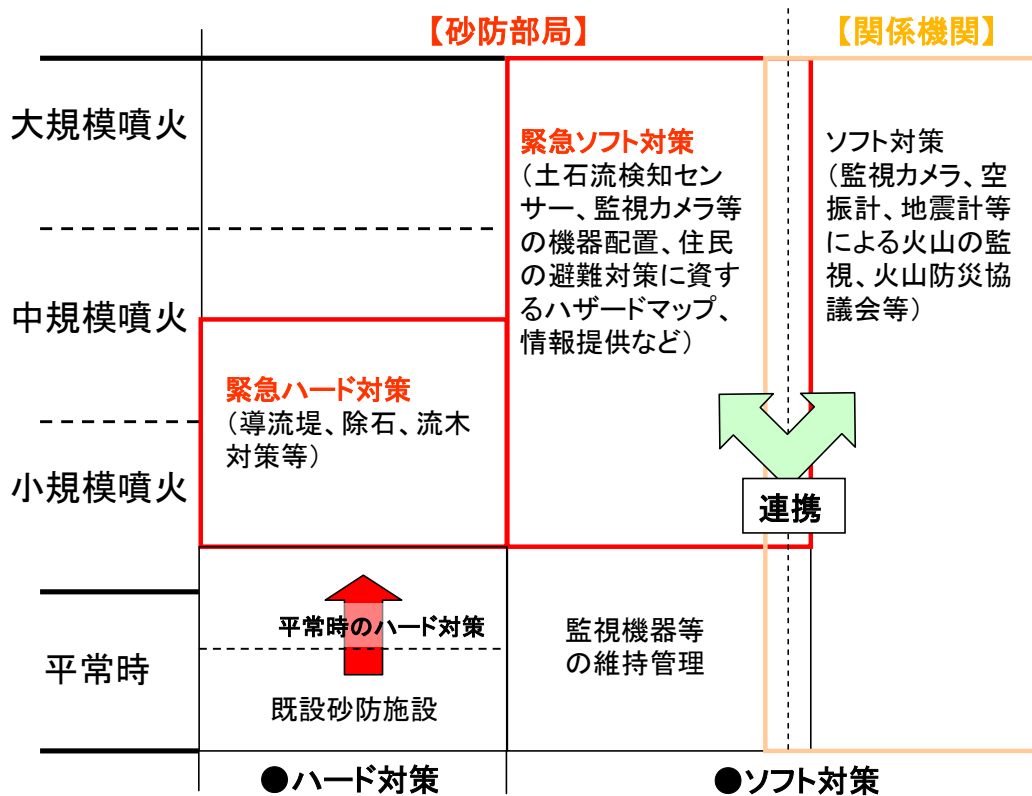 【砂防部局】
【関係機関】
大規模噴火
中規模噴火
小規模噴火
平常時
緊急ソフト対策
（土石流検知セン
サー、監視カメラ等
の機器配置、住民
の避難対策に資す
るハザードマップ、
情報提供など）
ソフト対策
（監視カメラ、空
振計、地震計等
による火山の監
視、火山防災協
議会等）
緊急ハード対策
（導流堤、除石、流木
対策等）
連携
平常時のハード対策
既設砂防施設
監視機器等
の維持管理
●ハード対策
●ソフト対策